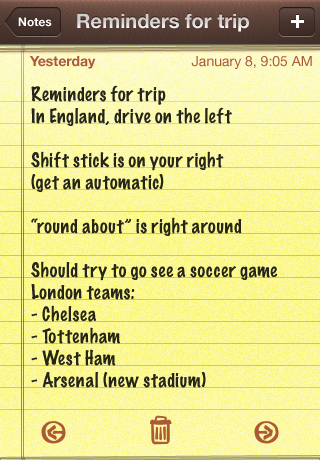 Notes
Reminders for trip
+
Yesterday January 8, 9:05 AM
Reminders for trip
In England, drive on the left
Shift stick is on your right
(get an automatic)
“round about” is right around
Should try to go see a soccer game
London teams:
- Chelsea
- Tottenham
- West Ham
- Arsenal (new stadium)